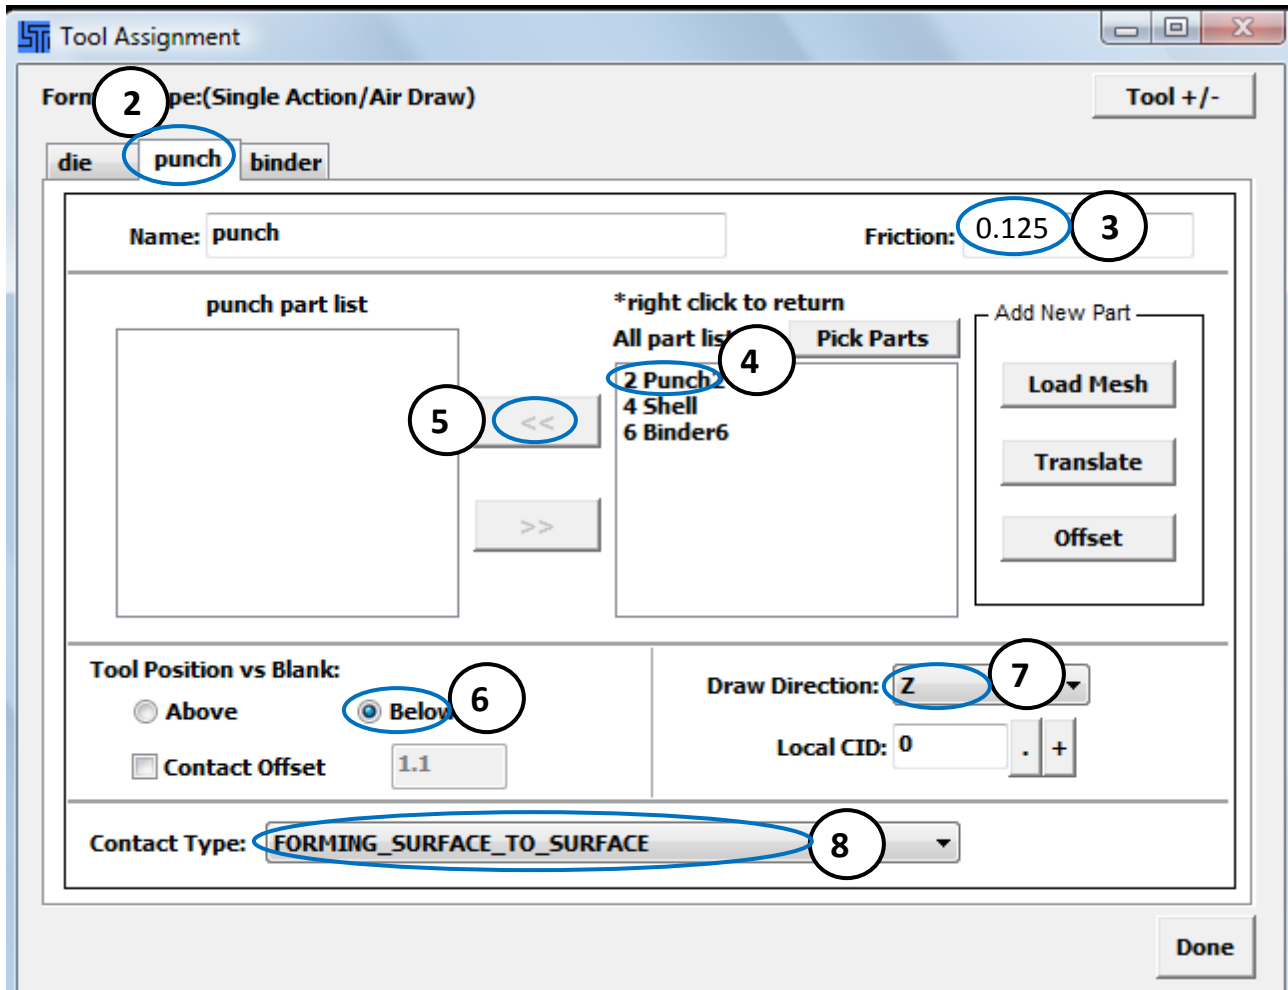 Tool Assignment
2
Form pe:(Single Action/Air Draw)
Tool +/-
die punch binder
Name: punch
Friction: 0.125 3
punch part list
*right click to return
All part list
Pick Parts
4
Add New Part
2 Punch2
4 Shell
6 Binder6
5 <<
>>
Load Mesh
Translate
Offset
Tool Position vs Blank:
Above
Below 6
Contact Offset 1.1
Draw Direction: Z 7
Local CID: 0 . +
Contact Type: FORMING_SURFACE_TO_SURFACE 8
Done